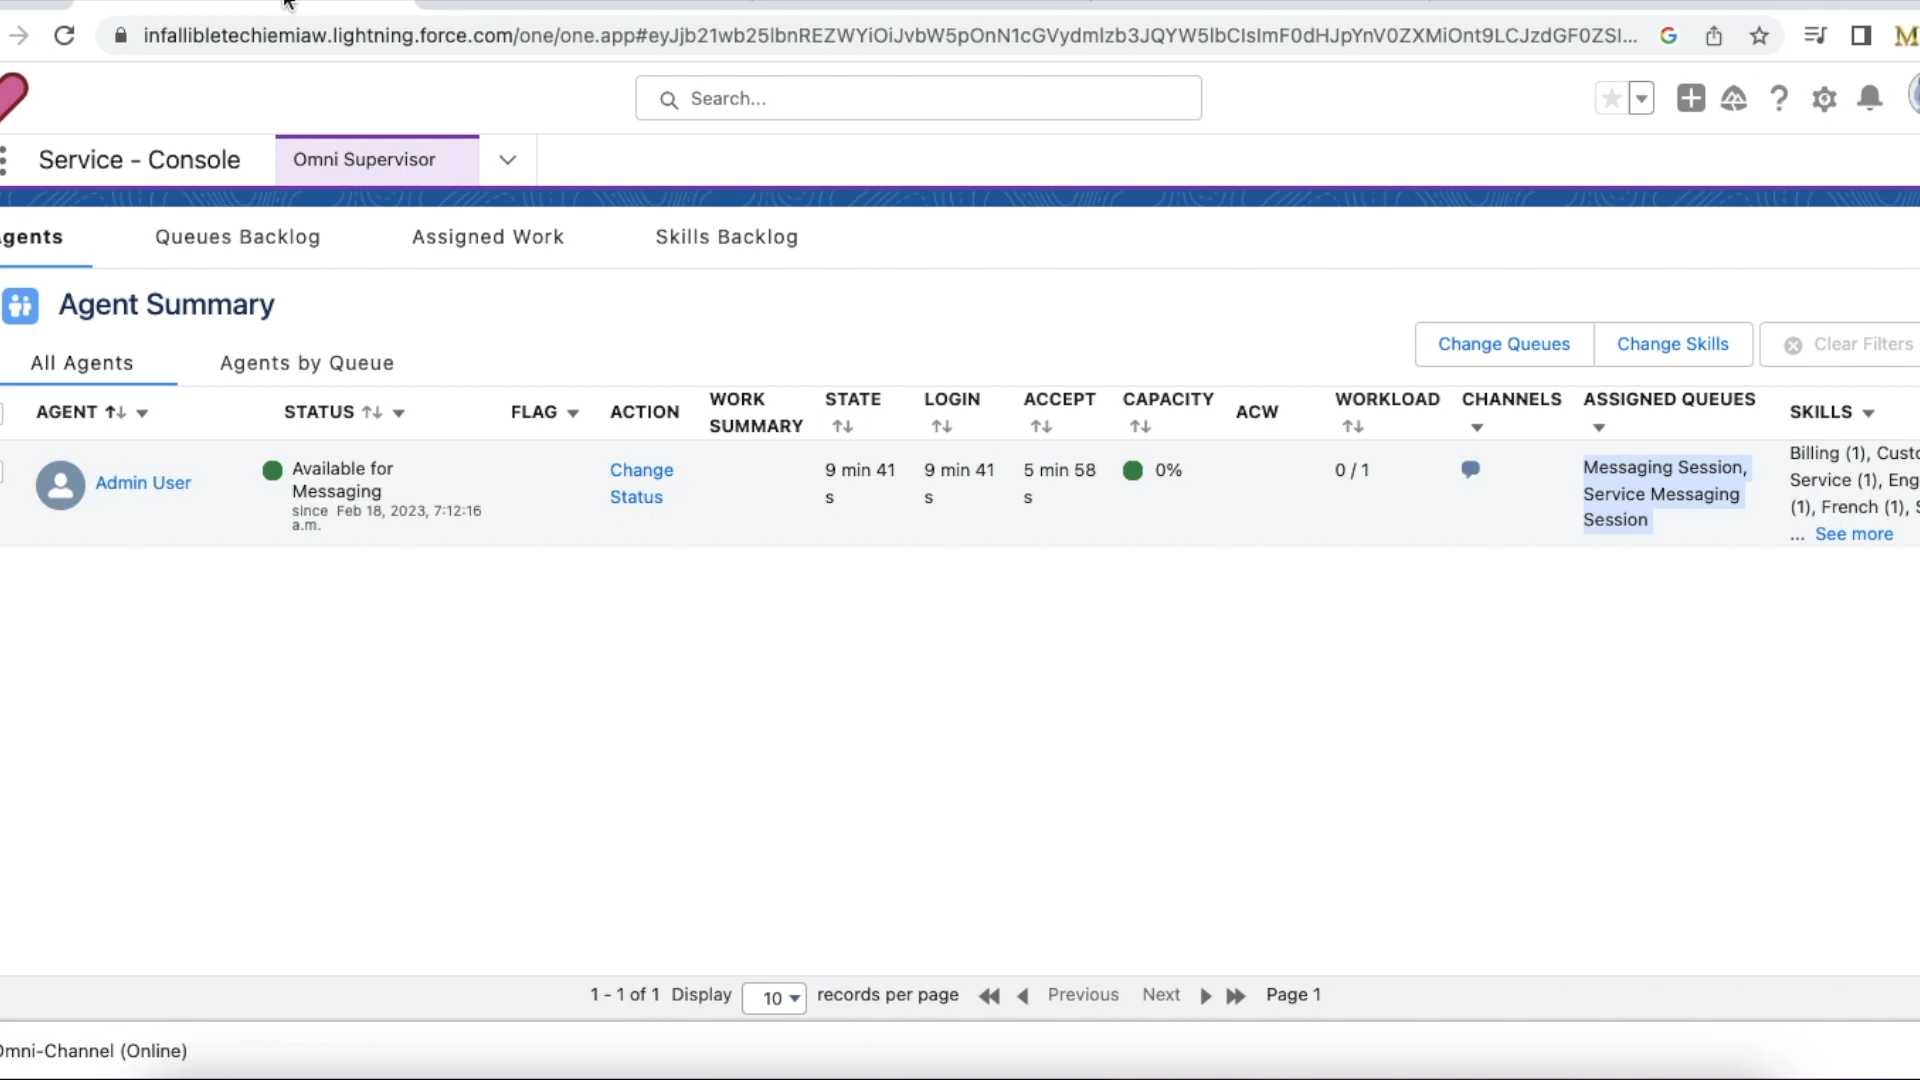 infallibletechiemiaw.lightning.force.com/one/one.app#eyJjb21wb25lbnREZWYiOiJvbW5pOnN1cGVydmlzb3JQYW5lbCIsImF0dHJpYnV0ZXMiOnt9LCJzdGF0ZSI...
Search...
Service - Console
Omni Supervisor
gents
Queues Backlog
Assigned Work
Skills Backlog
Agent Summary
Change Queues
Change Skills
Clear Filters
All Agents
Agents by Queue
AGENT
STATUS
FLAG
ACTION
WORK
SUMMARY
STATE
LOGIN
ACCEPT
CAPACITY
ACW
WORKLOAD
CHANNELS
ASSIGNED QUEUES
SKILLS
Admin User
Available for
Messaging
since Feb 18, 2023, 7:12:16
a.m.
Change
Status
9 min 41
s
9 min 41
s
5 min 58
s
0%
0 / 1
Messaging Session,
Service Messaging
Session
Billing (1), Custo
Service (1), Eng
(1), French (1), S
... See more
1 - 1 of 1 Display 10 records per page Previous Next Page 1
Omni-Channel (Online)